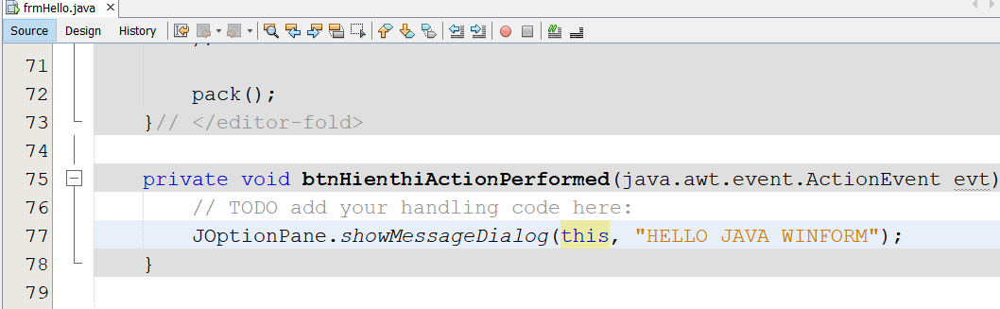 frmHello.java
Source Design History
71
72 pack();
73 }// </editor-fold>
74
75 private void btnHienthiActionPerformed(java.awt.event.ActionEvent evt)
76 // TODO add your handling code here:
77 JOptionPane.showMessageDialog(this, "HELLO JAVA WINFORM");
78 }
79